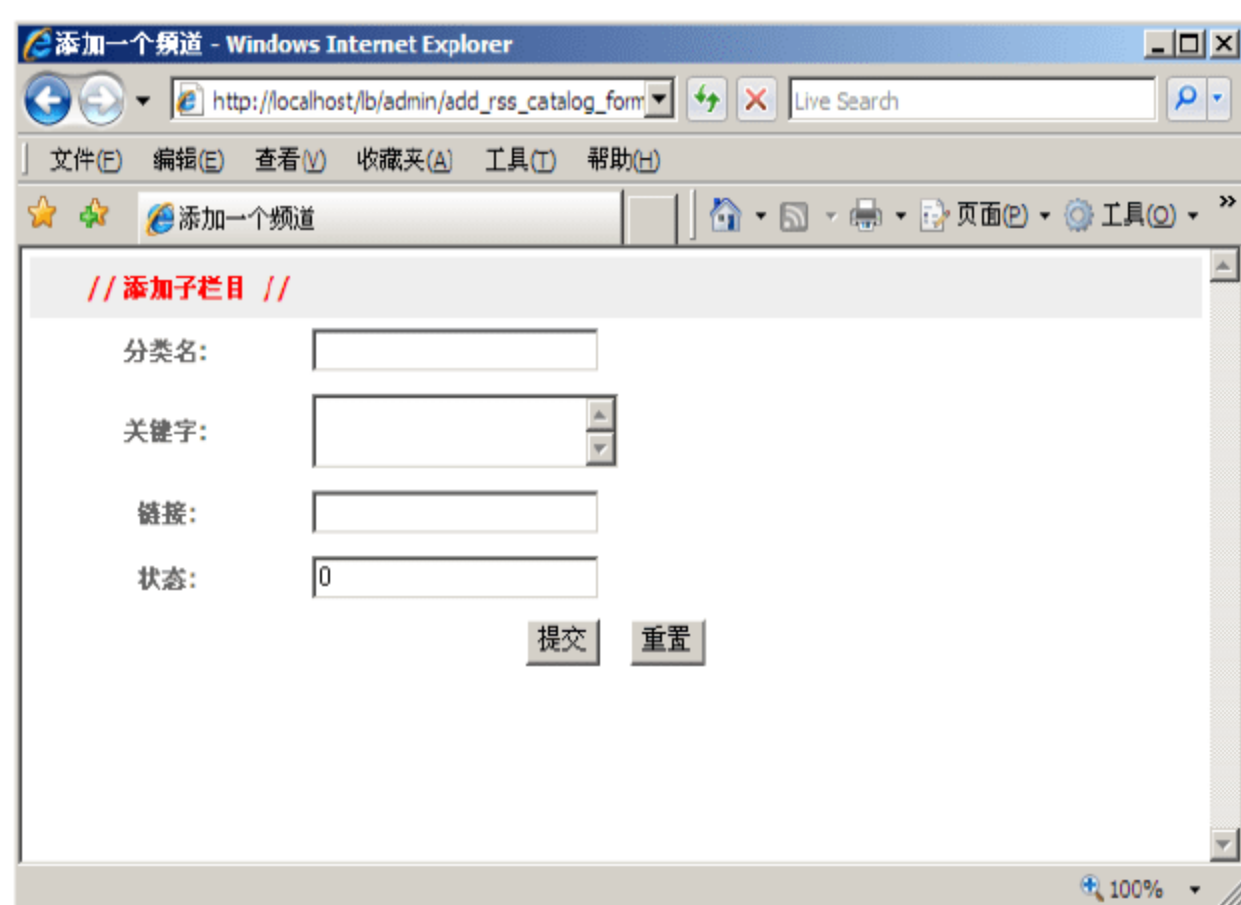 添加一个频道 - Windows Internet Explorer
http://localhost/lb/admin/add_rss_catalog_form
Live Search
文件(F) 编辑(E) 查看(V) 收藏夹(A) 工具(T) 帮助(H)
添加一个频道
页面(P)
工具(O)
»
// 添加子栏目 //
分类名:
关键字:
链接:
状态: 0
提交 重置
100%